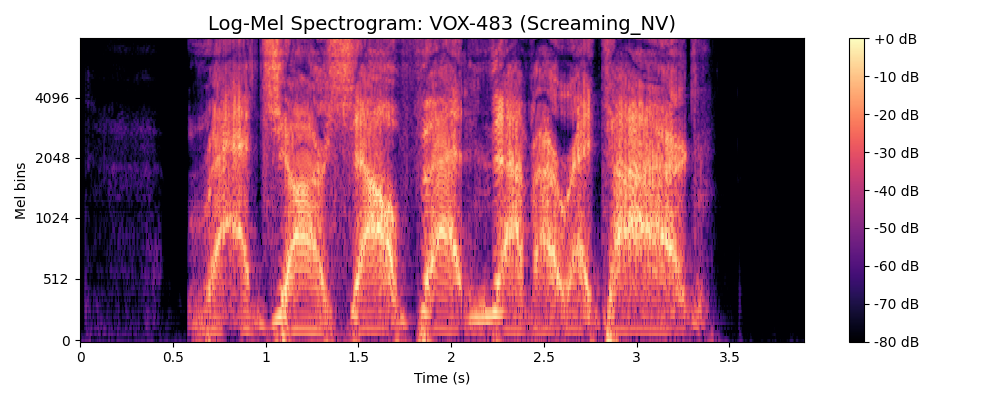 Log-Mel Spectrogram: VOX-483 (Screaming_NV)
Mel bins
4096
2048
1024
512
0
0 0.5 1 1.5 2 2.5 3 3.5
Time (s)
+0 dB
-10 dB
-20 dB
-30 dB
-40 dB
-50 dB
-60 dB
-70 dB
-80 dB